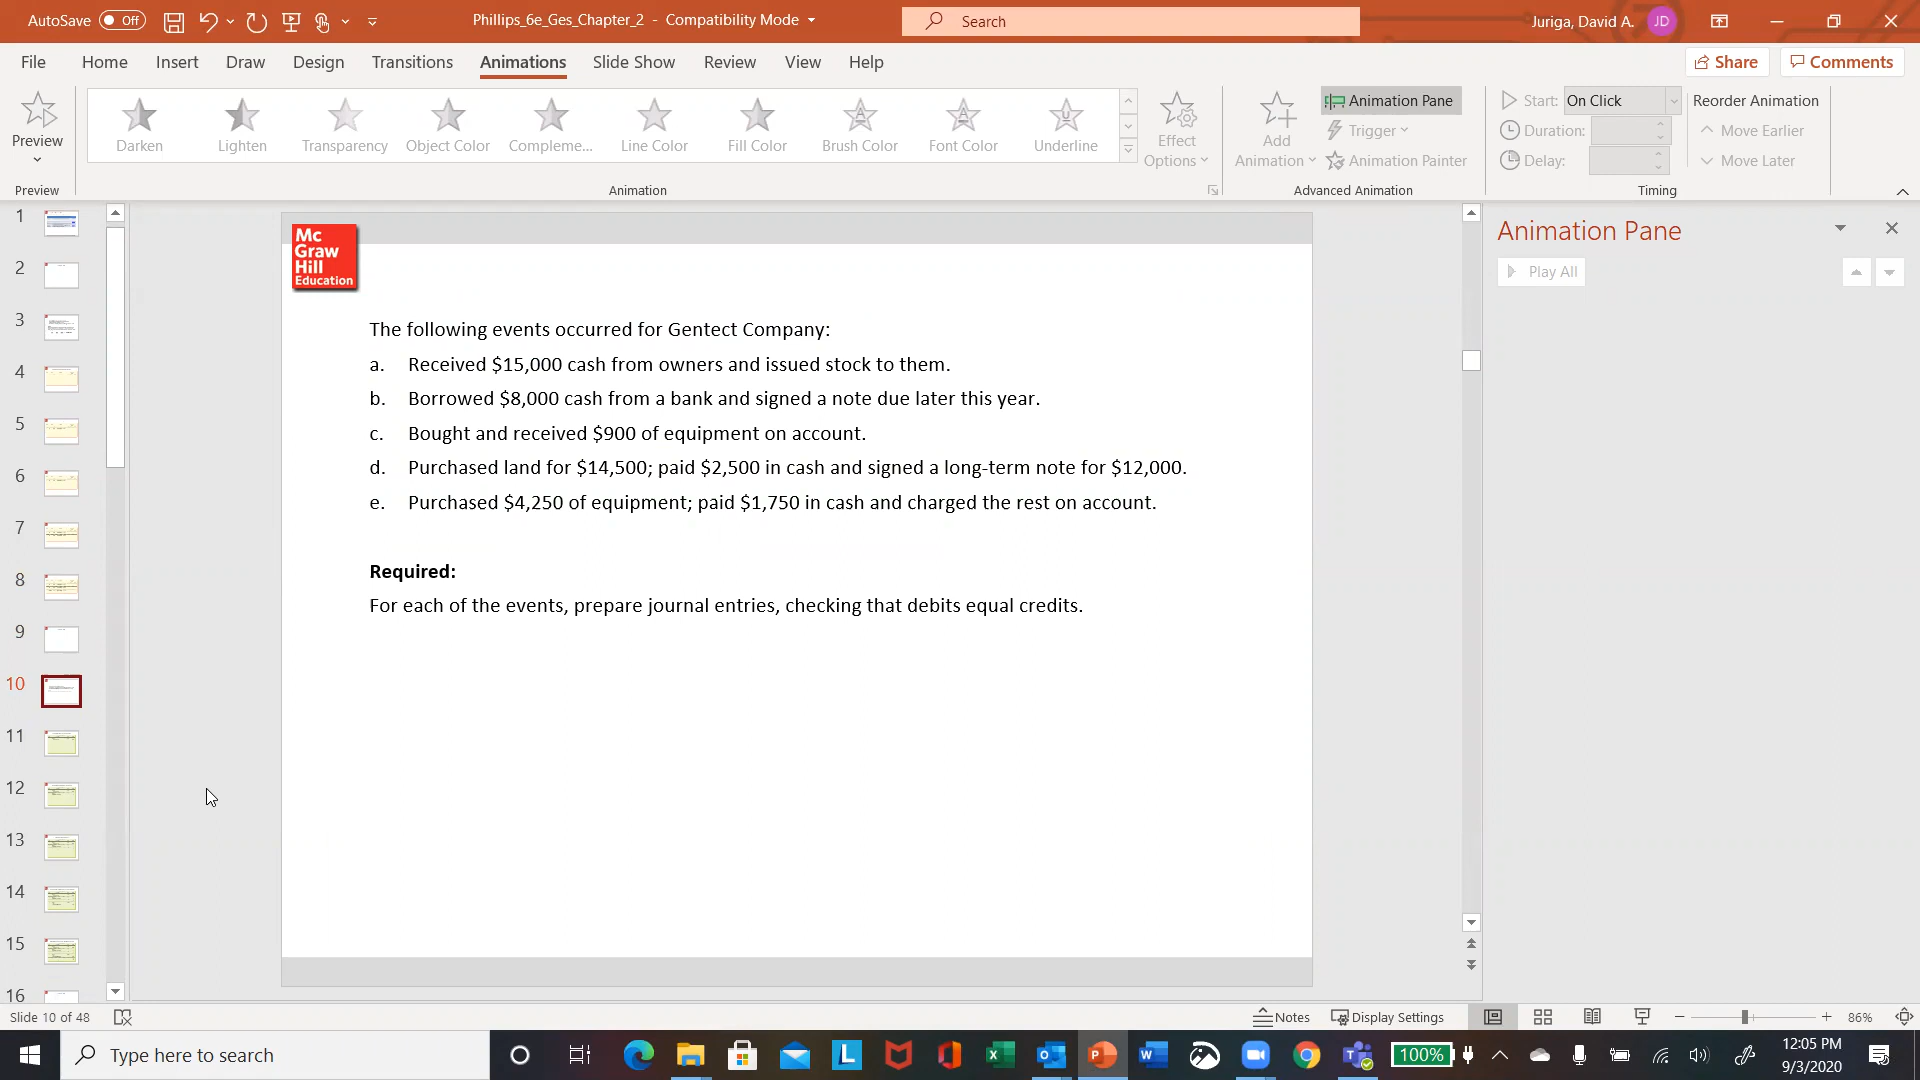 AutoSave Off Phillips_6e_Ges_Chapter_2 - Compatibility Mode Search Juriga, David A. JD
File Home Insert Draw Design Transitions Animations Slide Show Review View Help Share Comments
Preview Darken Lighten Transparency Object Color Compleme... Line Color Fill Color Brush Color Font Color Underline Effect Options Add Animation Animation Pane
Trigger
Animation Painter
Start: On Click Reorder Animation
Duration: Move Earlier
Delay: Move Later
Preview Animation Advanced Animation Timing
1
2
3
4
5
6
7
8
9
10
11
12
13
14
15
16
Mc
Graw
Hill
Education
The following events occurred for Gentect Company:
a. Received $15,000 cash from owners and issued stock to them.
b. Borrowed $8,000 cash from a bank and signed a note due later this year.
c. Bought and received $900 of equipment on account.
d. Purchased land for $14,500; paid $2,500 in cash and signed a long-term note for $12,000.
e. Purchased $4,250 of equipment; paid $1,750 in cash and charged the rest on account.
Required:
For each of the events, prepare journal entries, checking that debits equal credits.
Animation Pane
Play All
Slide 10 of 48 Notes Display Settings 86%
Type here to search 100% 12:05 PM
9/3/2020